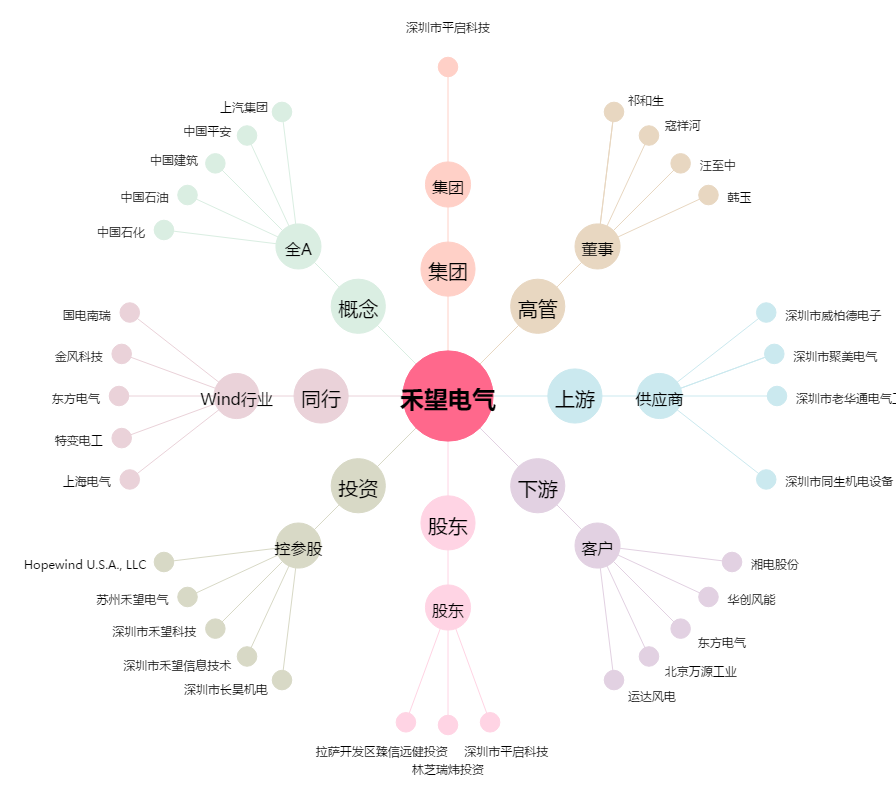 深圳市平启科技
上汽集团
祁和生
寇祥河
中国平安
中国建筑
汪至中
集团
中国石油
韩玉
中国石化
全A
董事
集团
概念
高管
国电南瑞
深圳市威柏德电子
金风科技
深圳市聚美电气
东方电气
Wind行业
同行
禾望电气
上游
供应商
深圳市老华通电气
特变电工
上海电气
深圳市同生机电设备
投资
下游
股东
控参股
客户
Hopewind U.S.A., LLC
湘电股份
苏州禾望电气
华创风能
股东
深圳市禾望科技
东方电气
深圳市禾望信息技术
北京万源工业
深圳市长昊机电
运达风电
拉萨开发区臻信远健投资
深圳市平启科技
林芝瑞炜投资